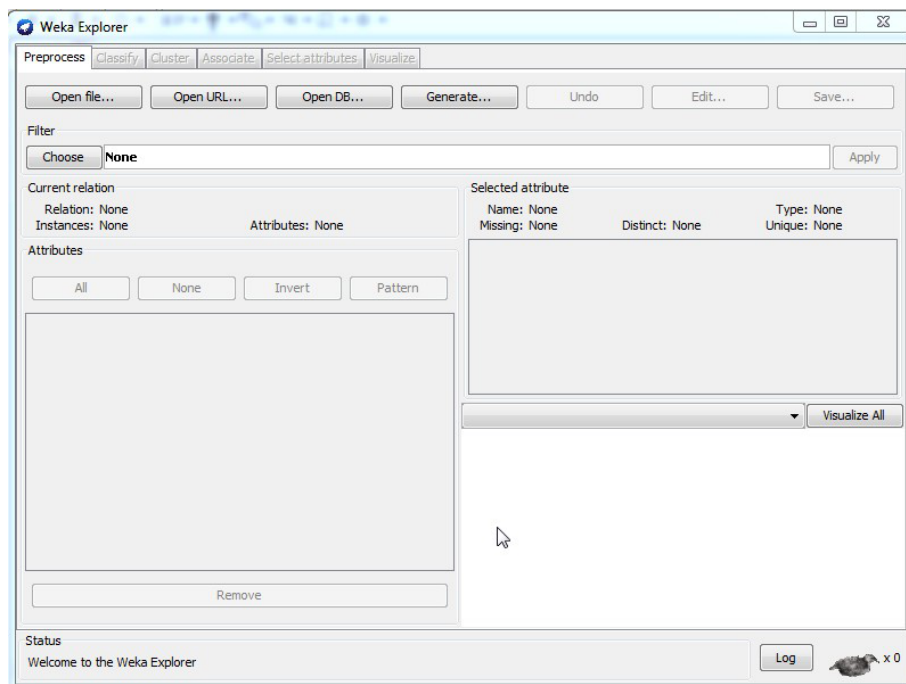 Weka Explorer
Preprocess Classify Cluster Associate Select attributes Visualize
Open file... Open URL... Open DB... Generate... Undo Edit... Save...
Filter
Choose None Apply
Current relation
Relation: None
Instances: None Attributes: None
Selected attribute
Name: None Type: None
Missing: None Distinct: None Unique: None
Attributes
All None Invert Pattern
Visualize All
Remove
Status
Welcome to the Weka Explorer
Log x 0